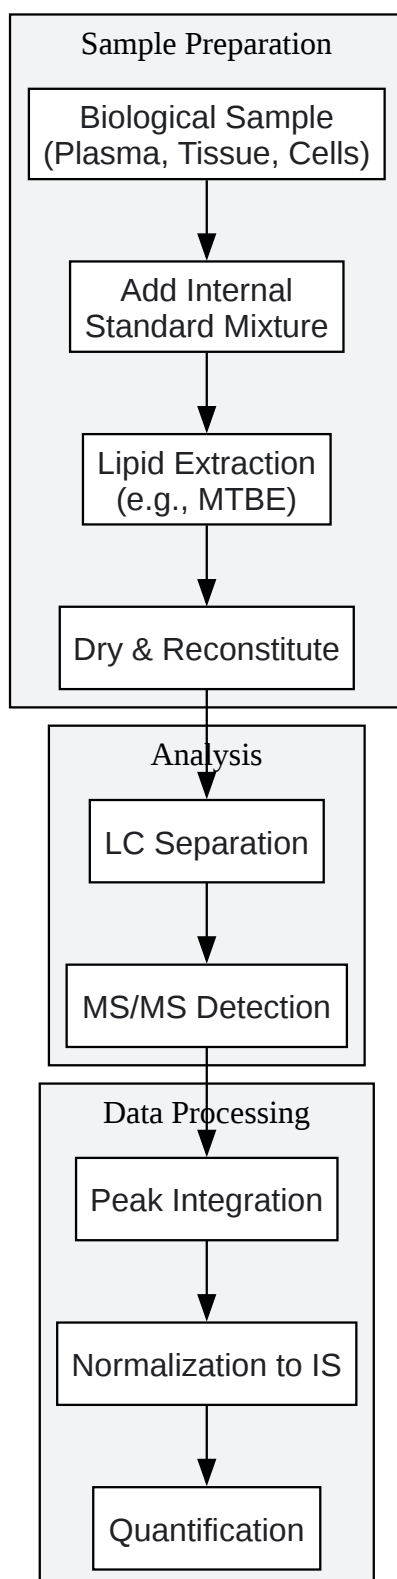 Sample Preparation
Biological Sample
(Plasma, Tissue, Cells)
Add Internal
Standard Mixture
Lipid Extraction
(e.g., MTBE)
Dry & Reconstitute
Analysis
LC Separation
MS/MS Detection
Data Processing
Peak Integration
Normalization to IS
Quantification